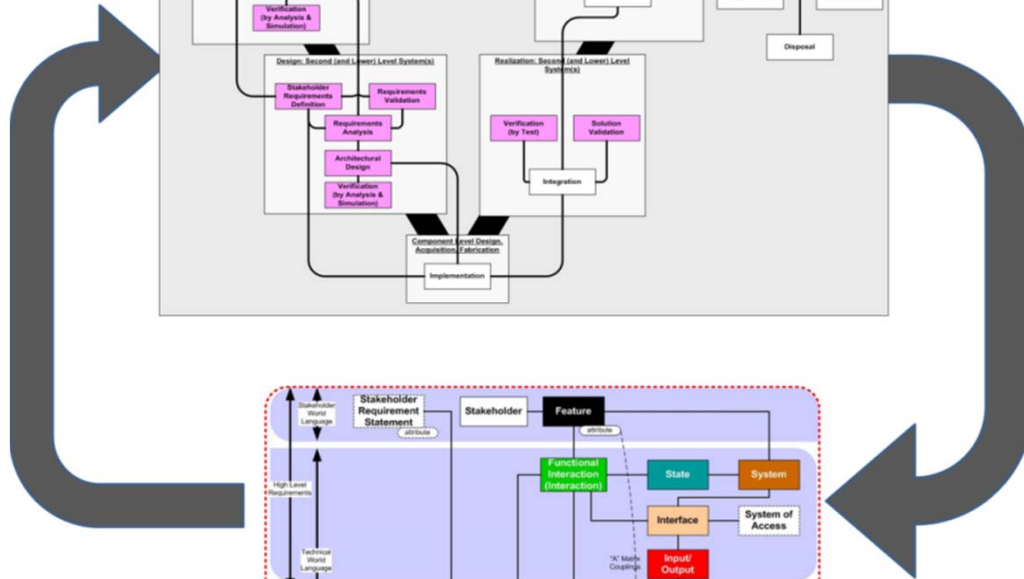 Verification
(by Analysis &
Simulation)
Disposal
Design: Second (and Lower) Level
System(s)
Stakeholder
Requirements
Definition
Requirements
Validation
Requirements
Analysis
Architectural
Design
Verification
(by Analysis &
Simulation)
Realization: Second (and Lower) Level
System(s)
Verification
(by Test)
Solution
Validation
Integration
Component Level Design,
Acquisition, Fabrication
Implementation
Stakeholder
World
Language
High Level
Requirements
Technical
World
Language
Stakeholder
Requirement
Statement
attribute
Stakeholder
Feature
attribute
Functional
Interaction
(Interaction)
State
System
Interface
System of
Access
"A" Matrix
Couplings
Input/
Output